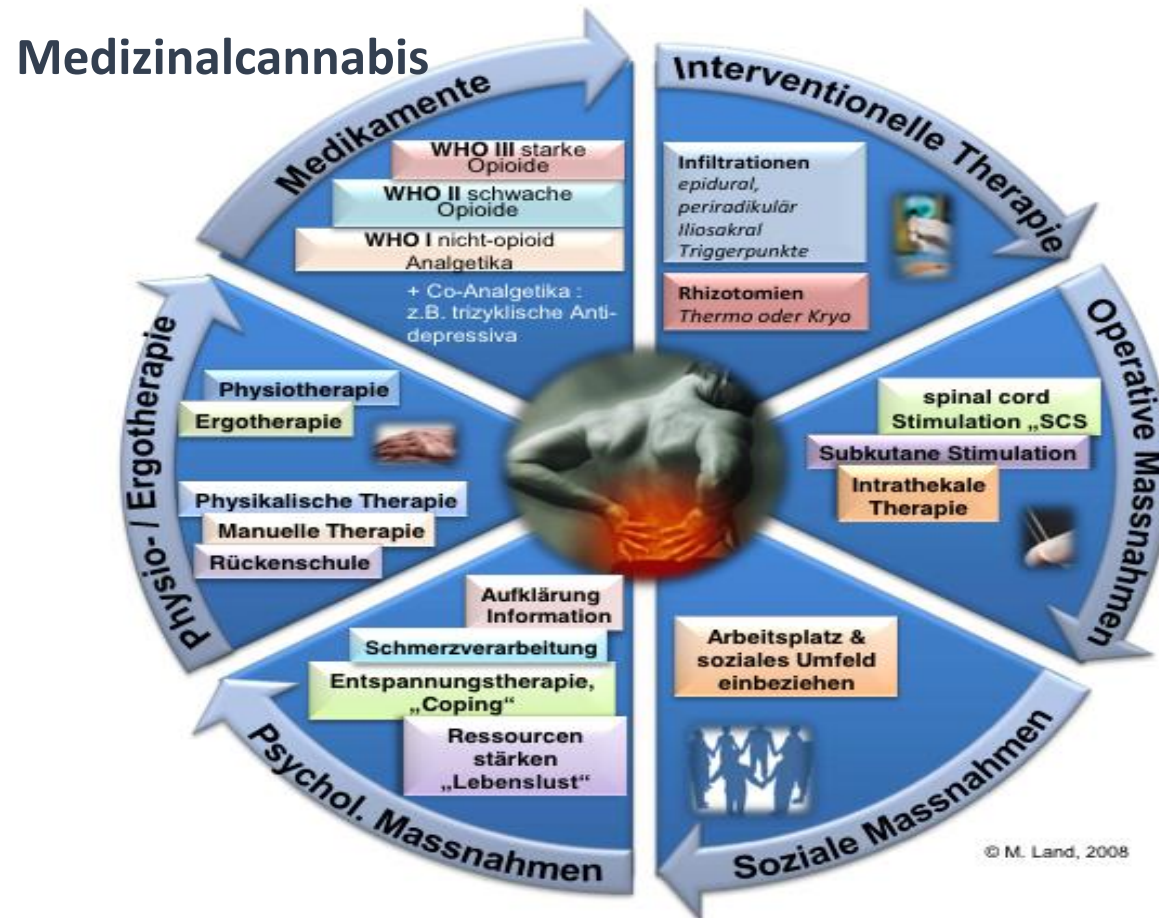 Medizinalcannabis
Medikamente
WHO III starke
Opioide
WHO II schwache
Opioide
WHO I nicht-opioid
Analgetika
+ Co-Analgetika :
z.B. trizyklische Anti-
depressiva
Interventionelle Therapie
Infiltrationen
epidural,
periradikulär
Iliosakral
Triggerpunkte
Rhizotomien
Thermo oder Kryo
Operative Massnahmen
spinal cord
Stimulation „SCS
Subkutane Stimulation
Intrathekale
Therapie
Soziale Massnahmen
Arbeitsplatz &
soziales Umfeld
einbeziehen
Psychol. Massnahmen
Aufklärung
Information
Schmerzverarbeitung
Entspannungstherapie,
„Coping“
Ressourcen
stärken
„Lebenslust“
Physio- / Ergotherapie
Physiotherapie
Ergotherapie
Physikalische Therapie
Manuelle Therapie
Rückenschule
© M. Land, 2008